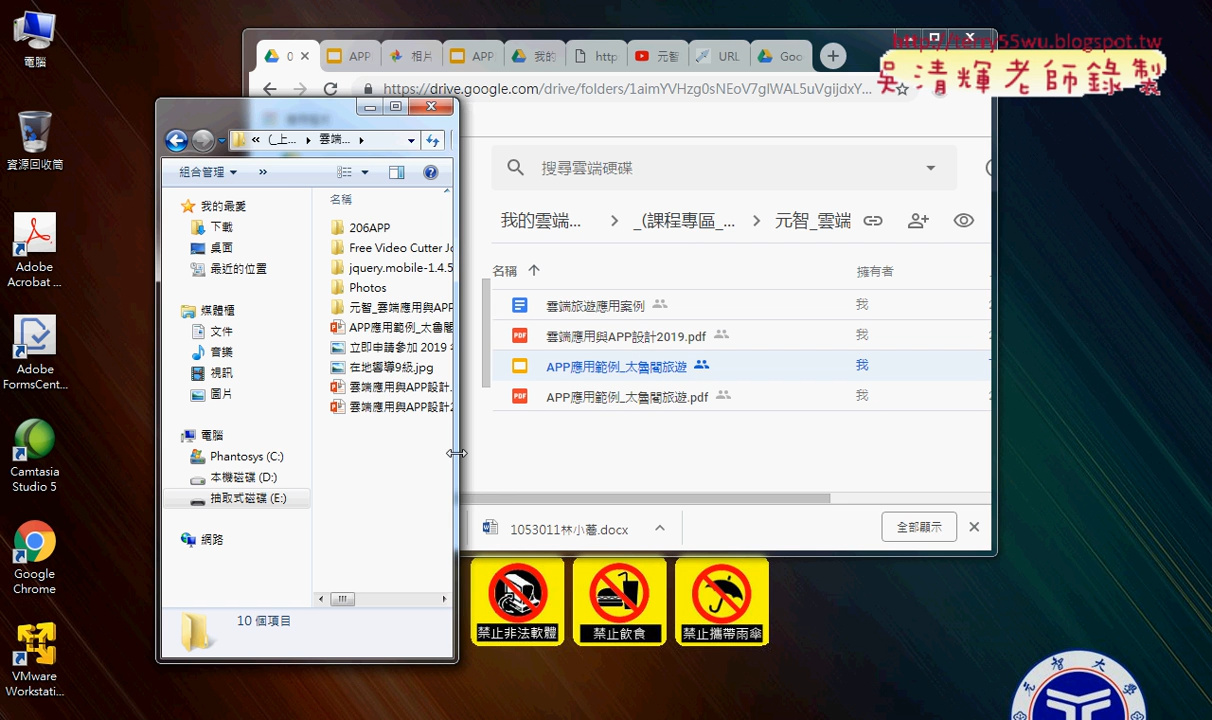 電腦
資源回收筒
Adobe
Acrobat ...
Adobe
FormsCent...
Camtasia
Studio 5
Google
Chrome
VMware
Workstati...
http://terry55wu.blogspot.tw
吳清輝老師錄製
0
APP
相片
APP
我的
http
元智
URL
Goo
https://drive.google.com/drive/folders/1aimYVHzg0sNEoV7glWAL5uVgijdxY...
搜尋雲端硬碟
我的雲端... > _(課程專區_... > 元智_雲端
名稱
擁有者
雲端旅遊應用案例
我
雲端應用與APP設計2019.pdf
我
APP應用範例_太魯閣旅遊
我
APP應用範例_太魯閣旅遊.pdf
我
1053011林小薹.docx
全部顯示
« (上... ▸ 雲端... ▸
組合管理
»
我的最愛
下載
桌面
最近的位置
媒體櫃
文件
音樂
視訊
圖片
電腦
Phantosys (C:)
本機磁碟 (D:)
抽取式磁碟 (E:)
網路
名稱
206APP
Free Video Cutter Jo
jquery.mobile-1.4.5
Photos
元智_雲端應用與APP
APP應用範例_太魯閣
立即申請參加 2019
在地嚮導9級.jpg
雲端應用與APP設計.
雲端應用與APP設計2
10 個項目
禁止非法軟體
禁止飲食
禁止攜帶雨傘
元智大學